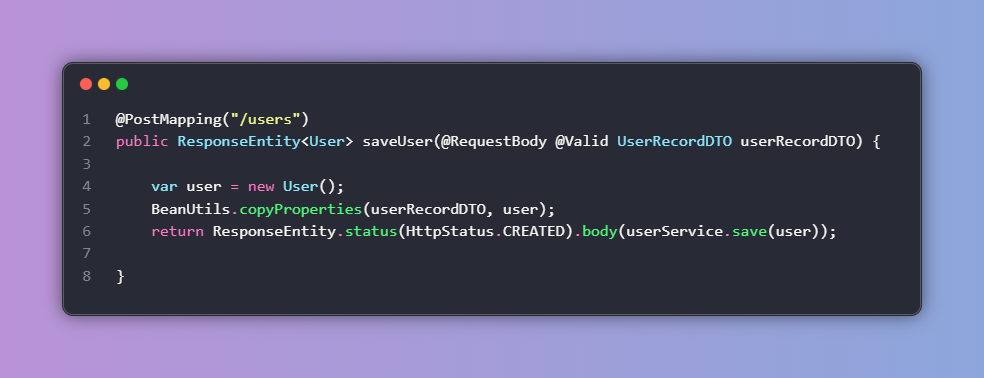 1 @PostMapping("/users")
2 public ResponseEntity<User> saveUser(@RequestBody @Valid UserRecordDTO userRecordDTO) {
3
4 var user = new User();
5 BeanUtils.copyProperties(userRecordDTO, user);
6 return ResponseEntity.status(HttpStatus.CREATED).body(userService.save(user));
7
8 }